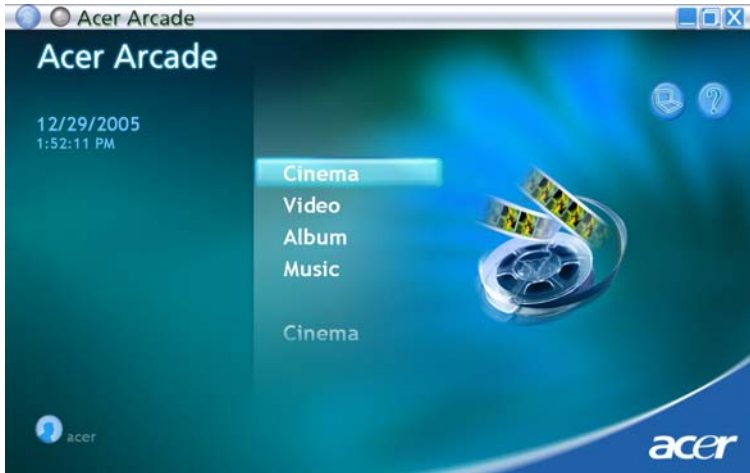 Acer Arcade
Acer Arcade
12/29/2005
1:52:11 PM
Cinema
Video
Album
Music
Cinema
acer
acer